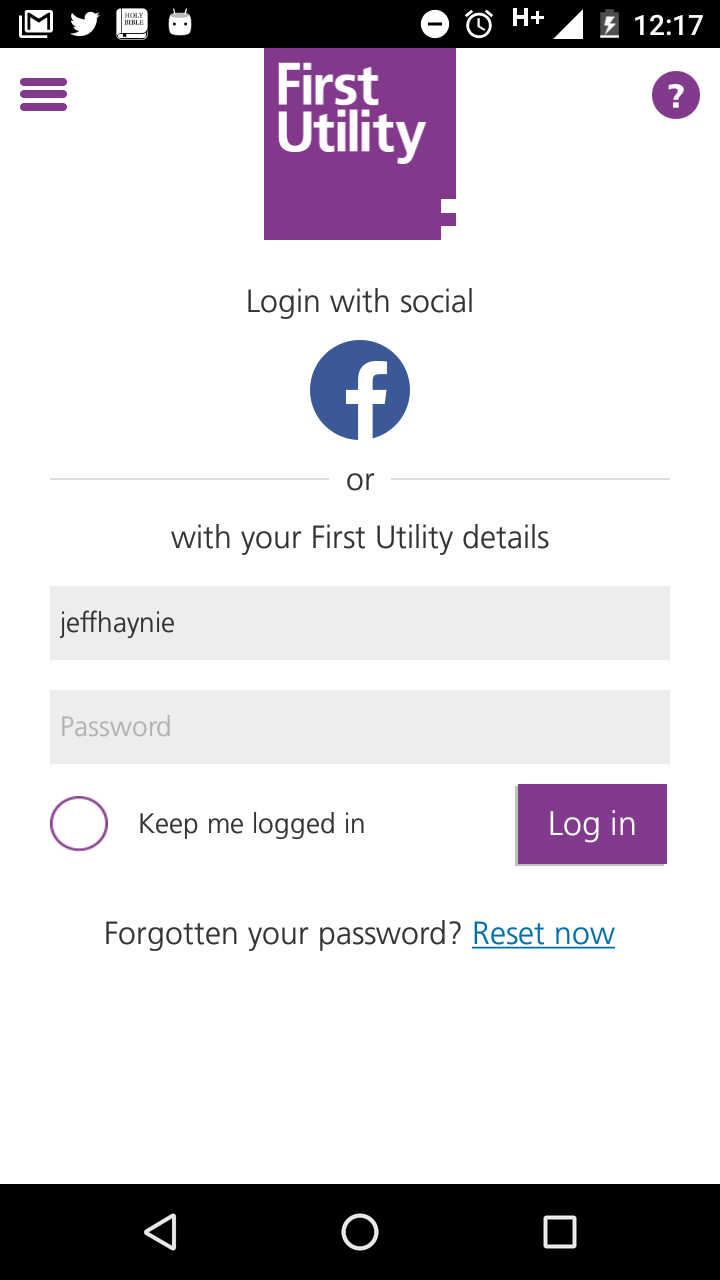 HOLY
BIBLE
H+
12:17
First
Utility
?
Login with social
or
with your First Utility details
jeffhaynie
Password
Keep me logged in
Log in
Forgotten your password? Reset now